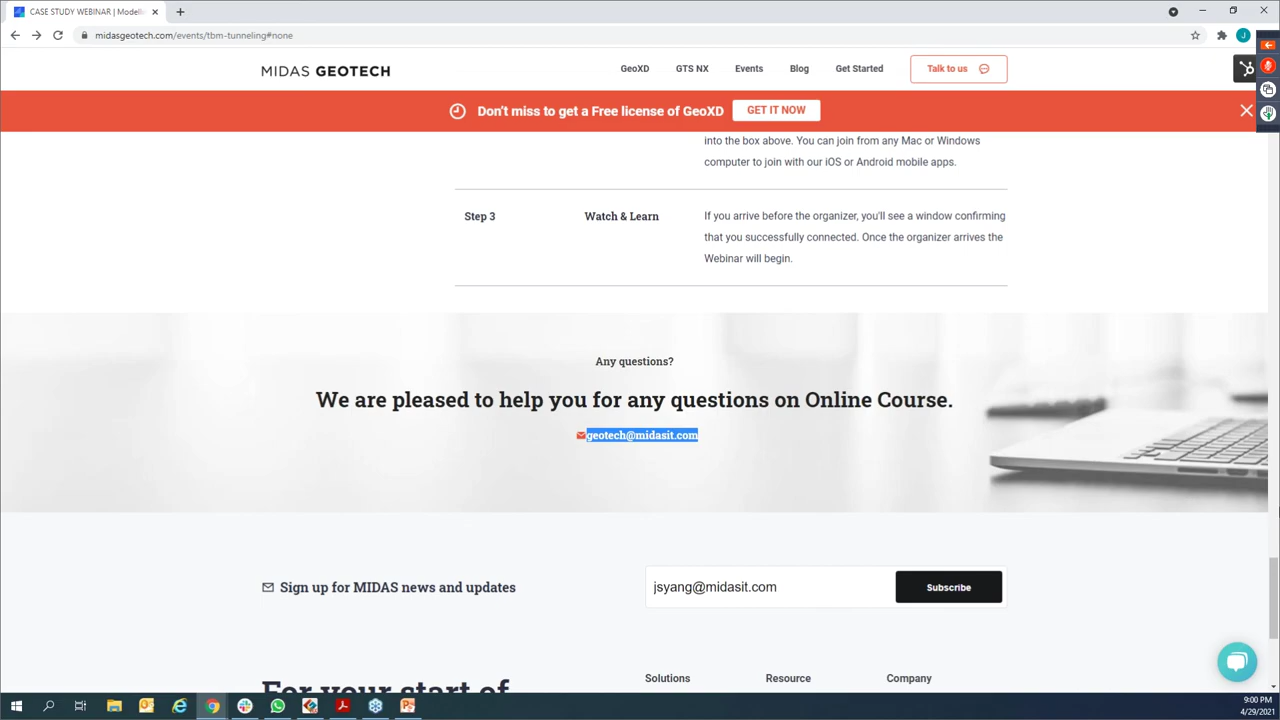 CASE STUDY WEBINAR | Modelli
midasgeotech.com/events/tbm-tunneling#none
J
MIDAS GEOTECH
GeoXD
GTS NX
Events
Blog
Get Started
Talk to us
Don't miss to get a Free license of GeoXD
GET IT NOW
into the box above. You can join from any Mac or Windows
computer to join with our iOS or Android mobile apps.
Step 3
Watch & Learn
If you arrive before the organizer, you'll see a window confirming
that you successfully connected. Once the organizer arrives the
Webinar will begin.
Any questions?
We are pleased to help you for any questions on Online Course.
geotech@midasit.com
Sign up for MIDAS news and updates
jsyang@midasit.com
Subscribe
For your start of
Solutions
Resource
Company
9:00 PM
4/29/2021